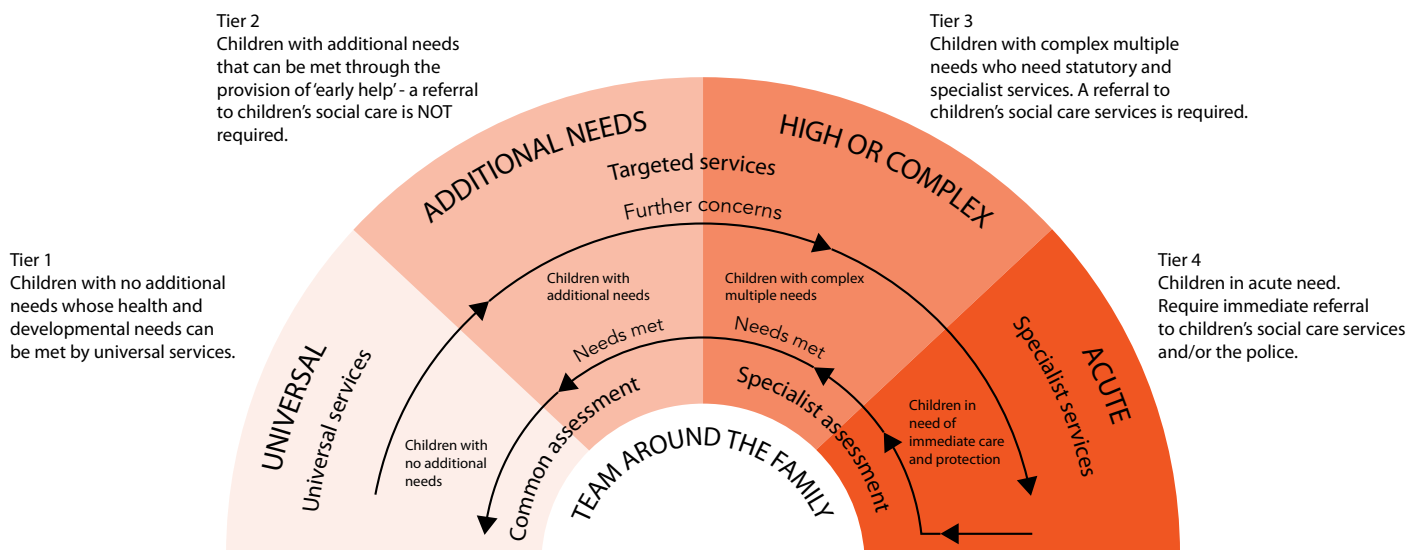 Tier 2
Children with additional needs
that can be met through the
provision of ‘early help’ - a referral
to children’s social care is NOT
required.
Tier 3
Children with complex multiple
needs who need statutory and
specialist services. A referral to
children’s social care services is required.
Tier 1
Children with no additional
needs whose health and
developmental needs can
be met by universal services.
Tier 4
Children in acute need.
Require immediate referral
to children’s social care services
and/or the police.
UNIVERSAL
Universal services
ADDITIONAL NEEDS
HIGH OR COMPLEX
Targeted services
Further concerns
ACUTE
Specialist services
Children with
additional needs
Children with complex
multiple needs
Needs met
Needs met
Children with
no additional
needs
Children in
need of
immediate care
and protection
Common assessment
Specialist assessment
TEAM AROUND THE FAMILY